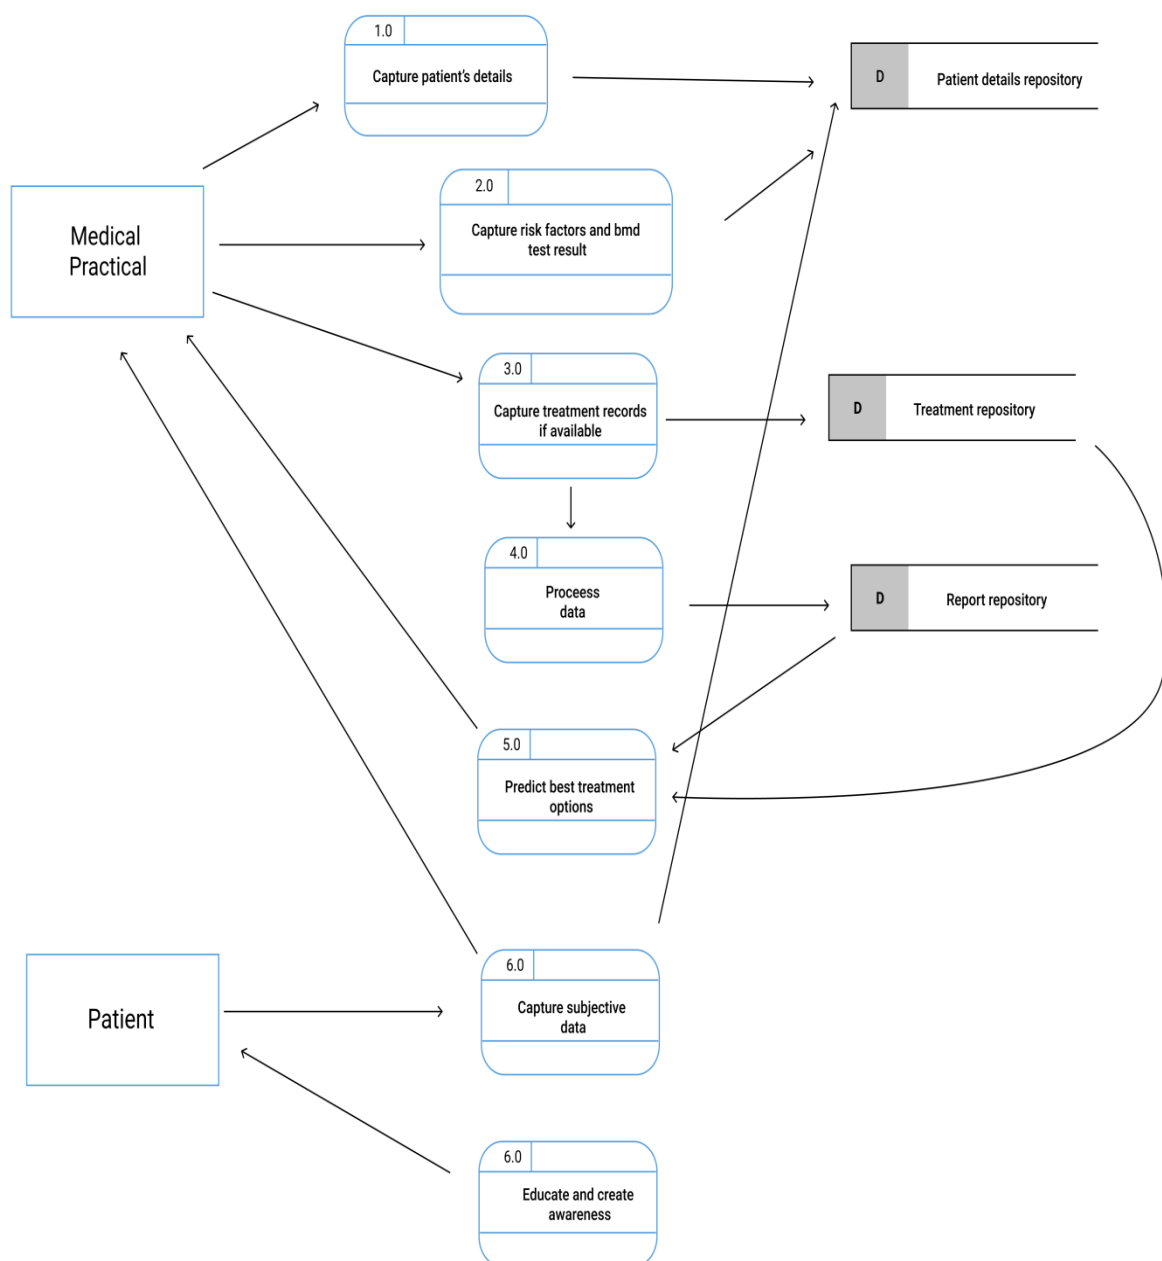 1.0
Capture patient's details
D
Patient details repository
2.0
Capture risk factors and bmd
test result
Medical
Practical
3.0
Capture treatment records
if available
D
Treatment repository
4.0
Proceess
data
D
Report repository
5.0
Predict best treatment
options
6.0
Capture subjective
data
Patient
6.0
Educate and create
awareness